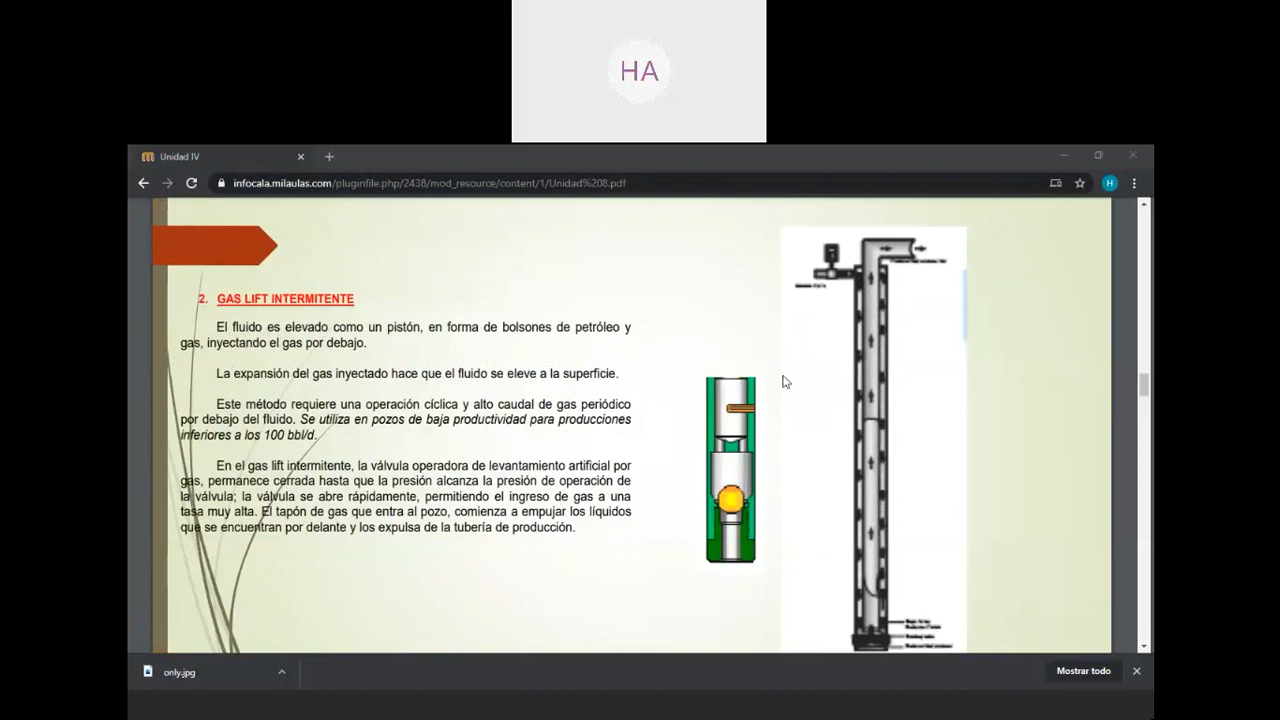 HA
Unidad IV
infocala.milaulas.com/pluginfile.php/2438/mod_resource/content/1/Unidad%208.pdf
H
2. GAS LIFT INTERMITENTE
El fluido es elevado como un pistón, en forma de bolsones de petróleo y
gas, inyectando el gas por debajo.
La expansión del gas inyectado hace que el fluido se eleve a la superficie.
Este método requiere una operación cíclica y alto caudal de gas periódico
por debajo del fluido. Se utiliza en pozos de baja productividad para producciones
inferiores a los 100 bbl/d.
En el gas lift intermitente, la válvula operadora de levantamiento artificial por
gas, permanece cerrada hasta que la presión alcanza la presión de operación de
la válvula; la válvula se abre rápidamente, permitiendo el ingreso de gas a una
tasa muy alta. El tapón de gas que entra al pozo, comienza a empujar los líquidos
que se encuentran por delante y los expulsa de la tubería de producción.
only.jpg
Mostrar todo